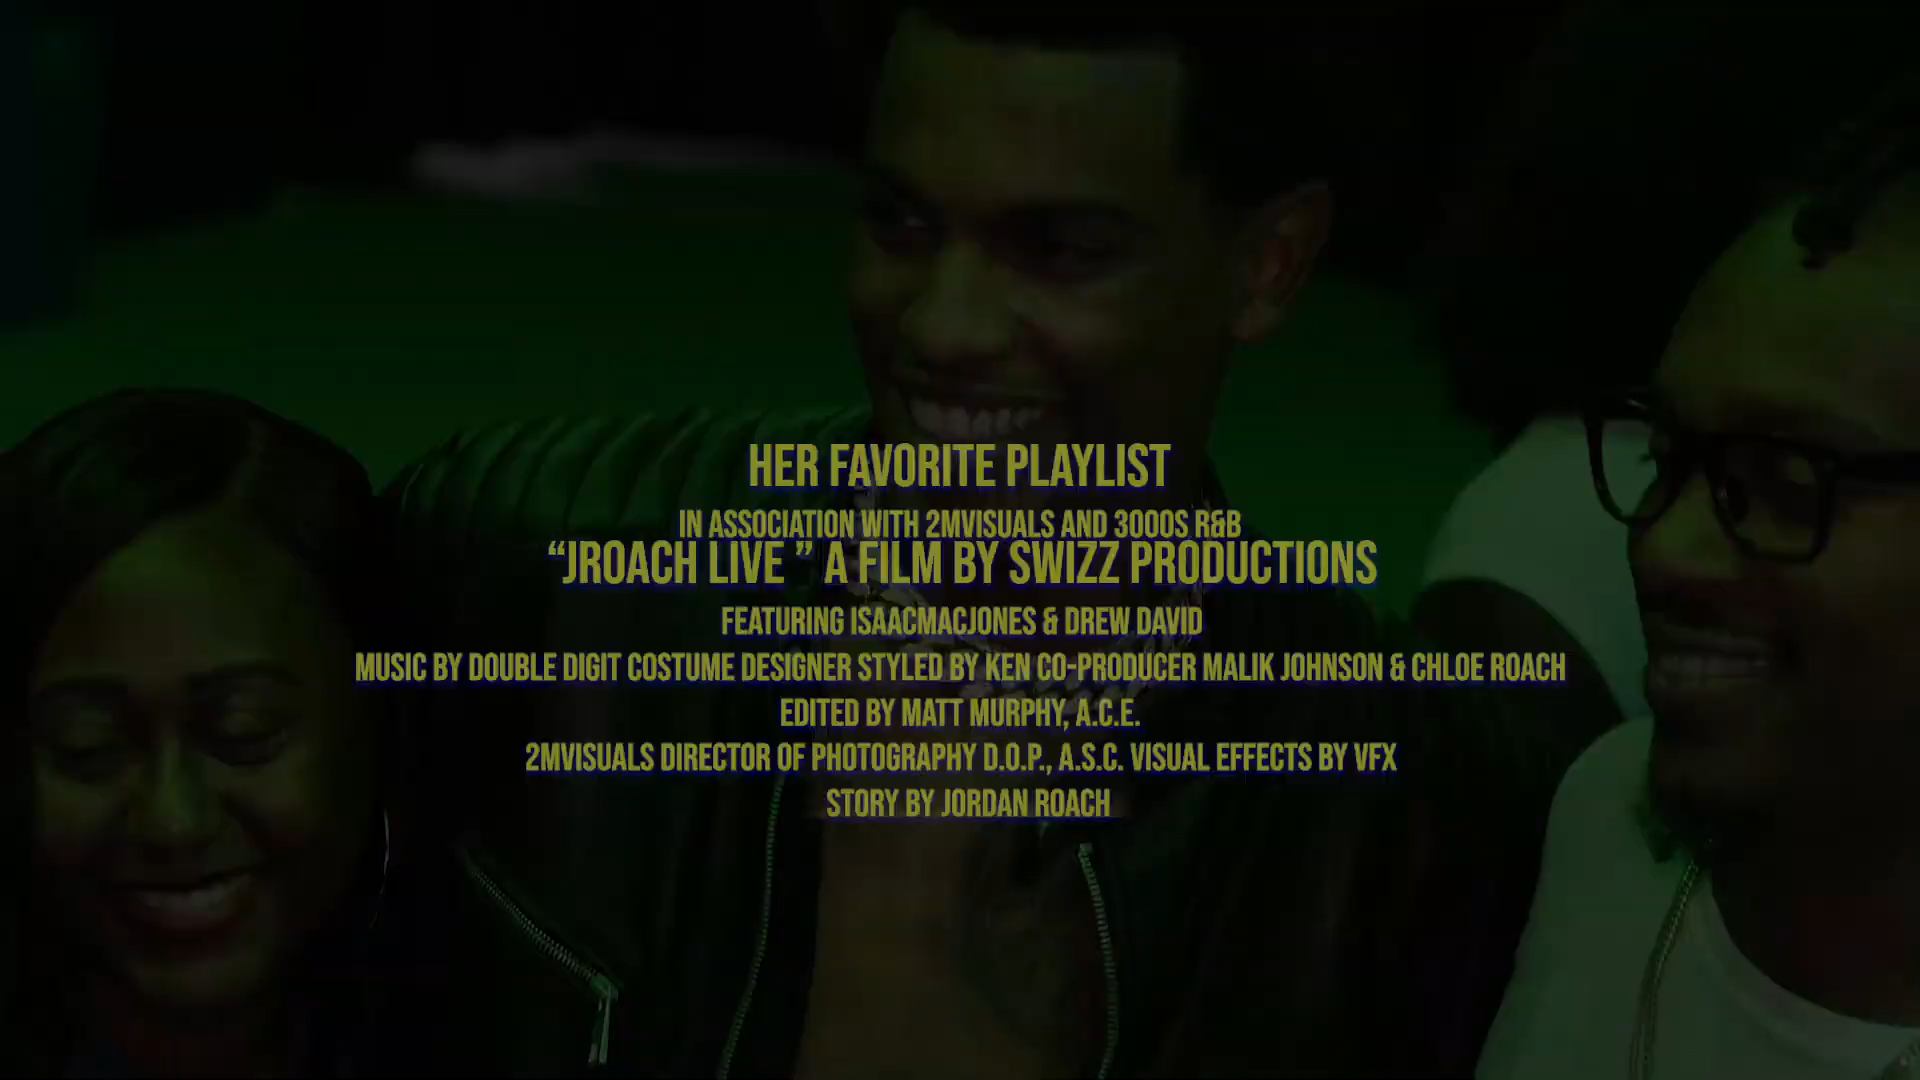 HER FAVORITE PLAYLIST
IN ASSOCIATION WITH 2MVISUALS AND 3000S R&B
“JROACH LIVE ” A FILM BY SWIZZ PRODUCTIONS
FEATURING ISAACMACJONES & DREW DAVID
MUSIC BY DOUBLE DIGIT COSTUME DESIGNER STYLED BY KEN CO-PRODUCER MALIK JOHNSON & CHLOE ROACH
EDITED BY MATT MURPHY, A.C.E.
2MVISUALS DIRECTOR OF PHOTOGRAPHY D.O.P., A.S.C. VISUAL EFFECTS BY VFX
STORY BY JORDAN ROACH